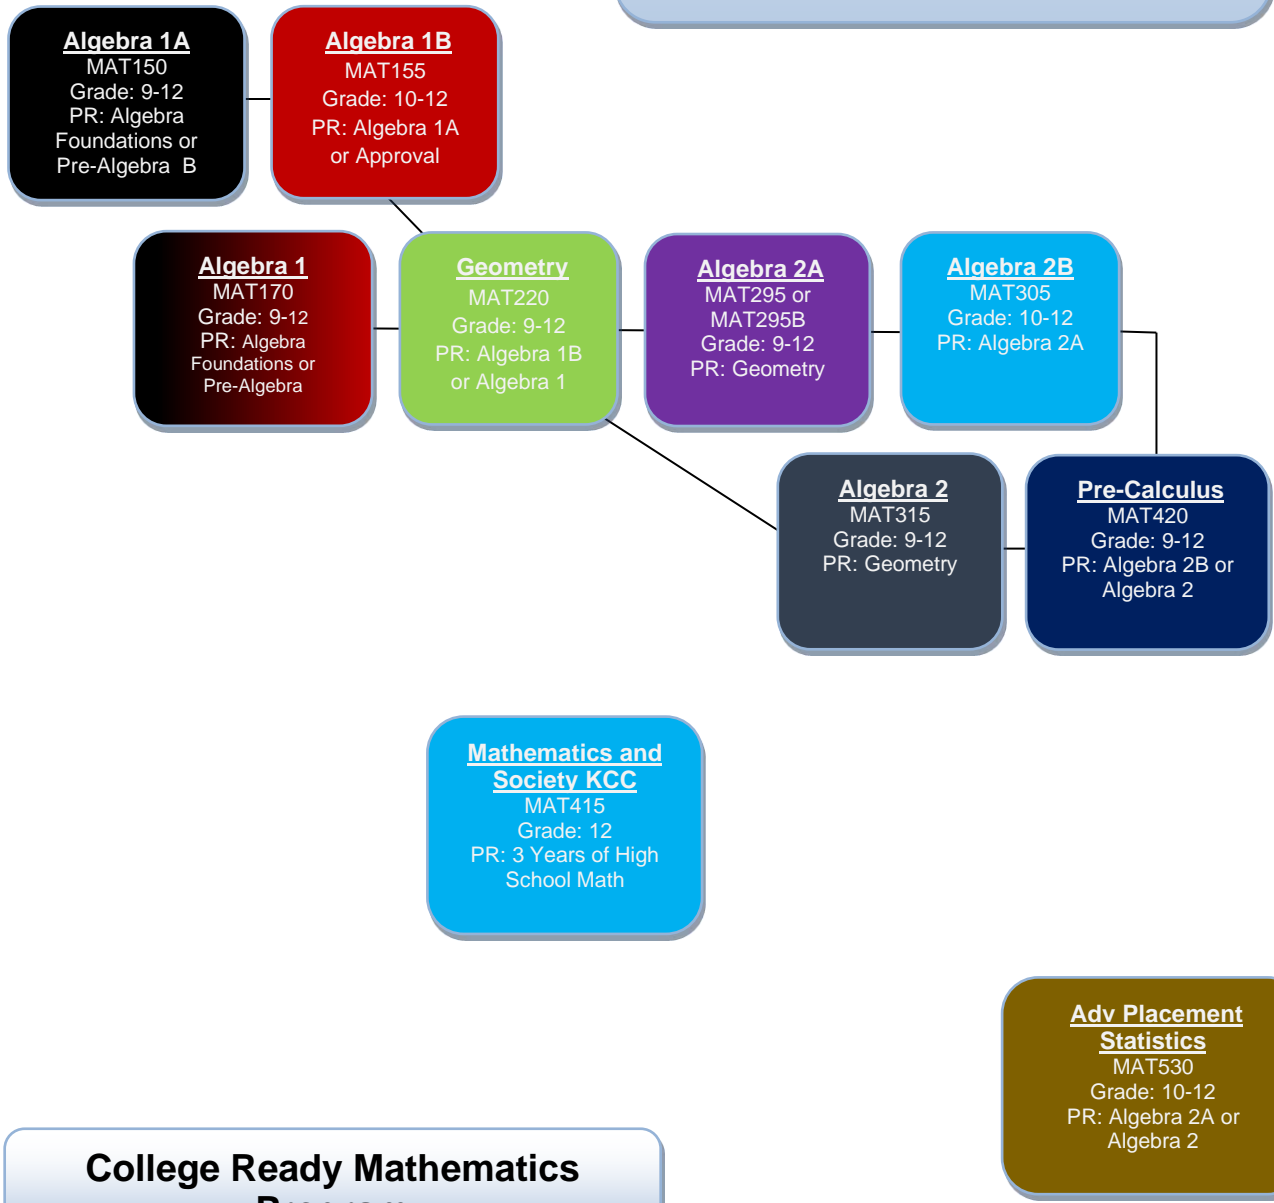 Algebra 1A
MAT150
Grade: 9-12
PR: Algebra
Foundations or
Pre-Algebra  B
Algebra 1B
MAT155
Grade: 10-12
PR: Algebra 1A
or Approval
Algebra 1
MAT170
Grade: 9-12
PR: Algebra
Foundations or
Pre-Algebra
Geometry
MAT220
Grade: 9-12
PR: Algebra 1B
or Algebra 1
Algebra 2A
MAT295 or
MAT295B
Grade: 9-12
PR: Geometry
Algebra 2B
MAT305
Grade: 10-12
PR: Algebra 2A
Algebra 2
MAT315
Grade: 9-12
PR: Geometry
Pre-Calculus
MAT420
Grade: 9-12
PR: Algebra 2B or
Algebra 2
Mathematics and
Society KCC
MAT415
Grade: 12
PR: 3 Years of High
School Math
Adv Placement
Statistics
MAT530
Grade: 10-12
PR: Algebra 2A or
Algebra 2
College Ready Mathematics